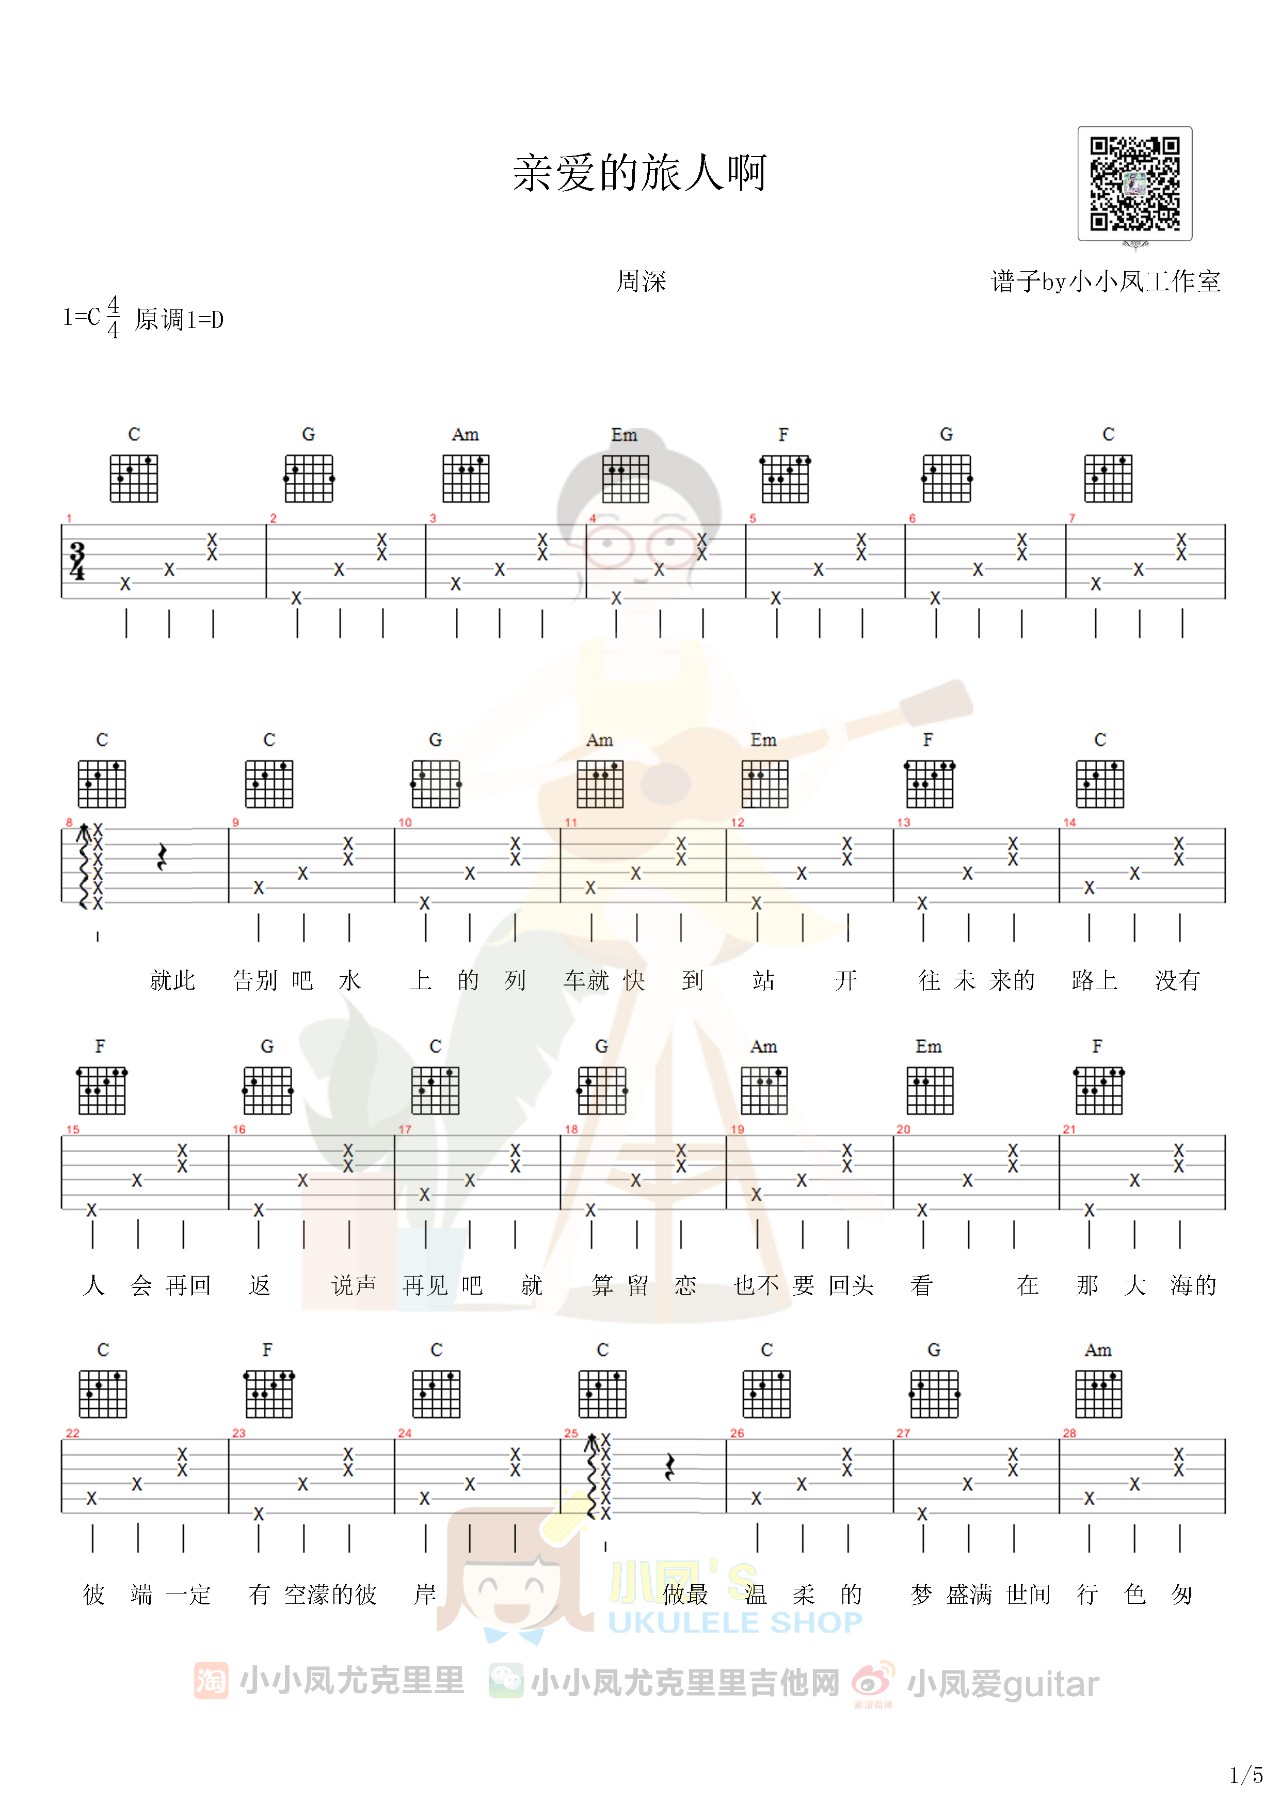 亲爱的旅人啊
周深
谱子by小小凤工作室
1=C 4/4 原调1=D
C G Am Em F G C
1 2 3 4 5 6 7
3/4
C C G Am Em F C
8 9 10 11 12 13 14
就此 告别 吧 水 上 的 列 车就 快 到 站 开 往 未 来的 路上 没有
F G C G Am Em F
15 16 17 18 19 20 21
人 会 再回 返 说声 再见 吧 就 算 留 恋 也不 要 回头 看 在 那 大 海的
C F C C C G Am
22 23 24 25 26 27 28
彼 端 一定 有 空濛的彼 岸 做最 温 柔 的 梦 盛满 世间 行 色 匆
小凤's
UKULELE SHOP
淘 小小凤尤克里里 小小凤尤克里里吉他网 新浪微博 小凤爱guitar
1/5